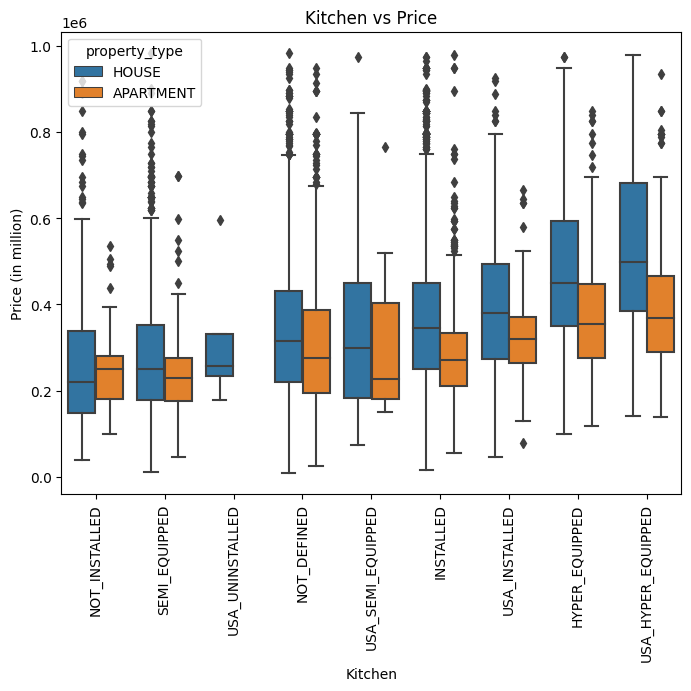 Kitchen vs Price
1e6
property_type
HOUSE
APARTMENT
1.0
0.8
0.6
0.4
0.2
0.0
Price (in million)
NOT_INSTALLED
SEMI_EQUIPPED
USA_UNINSTALLED
NOT_DEFINED
USA_SEMI_EQUIPPED
INSTALLED
USA_INSTALLED
HYPER_EQUIPPED
USA_HYPER_EQUIPPED
Kitchen